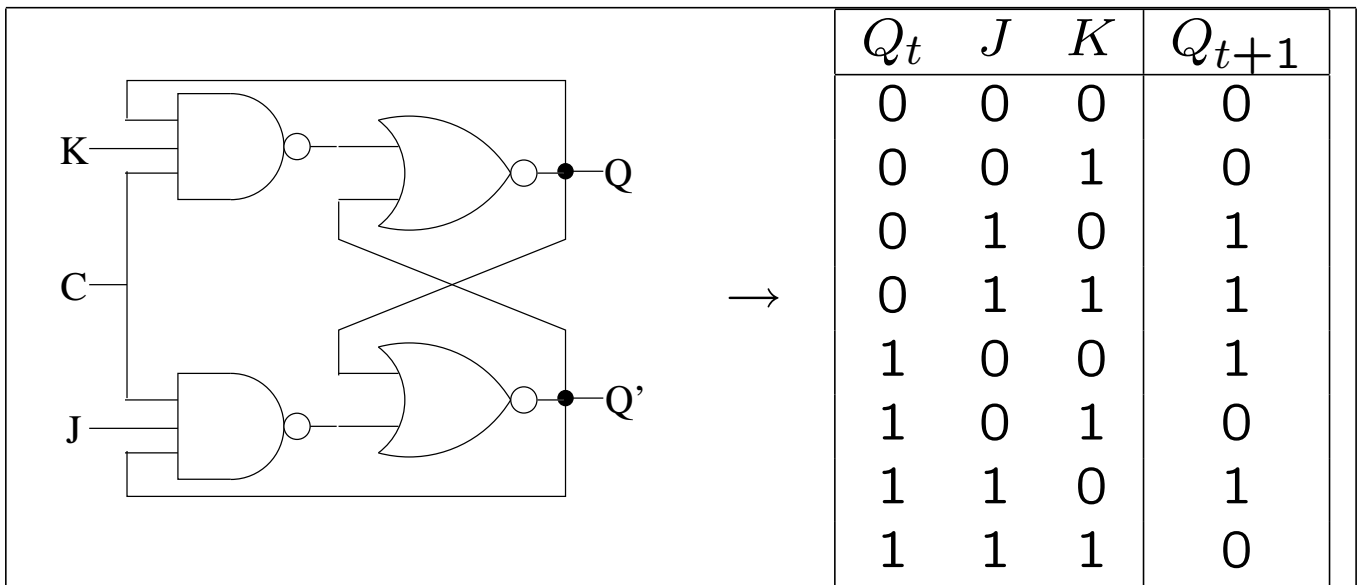 K
C
J
Q
Q'
→
Q_t J K Q_{t+1}
0 0 0 0
0 0 1 0
0 1 0 1
0 1 1 1
1 0 0 1
1 0 1 0
1 1 0 1
1 1 1 0